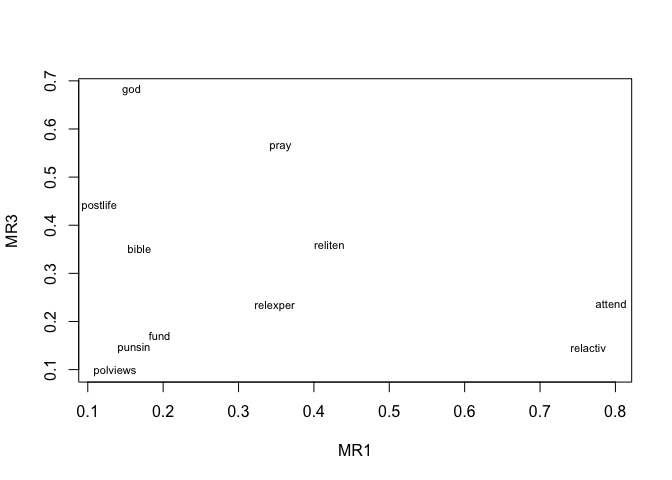 0.7
god
0.6
pray
0.5
postlife
0.4
reliten
bible
MR3
0.3
attend
relexper
0.2
fund
punsin
relactiv
polviews
0.1
0.1 0.2 0.3 0.4 0.5 0.6 0.7 0.8
MR1